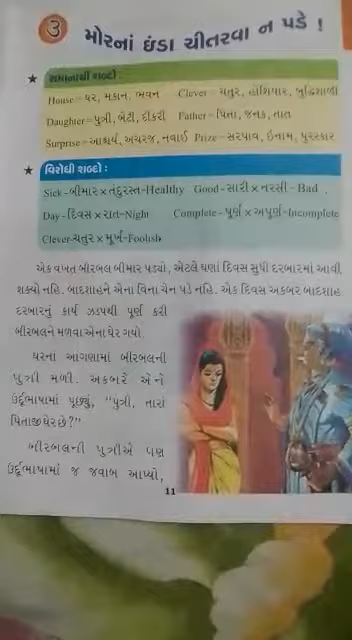 ૩ મોરનાં ઇંડા ચીતરવા ન પડે !
★ સમાનાર્થી શબ્દો :
House = ઘર, મકાન, ભવન Clever = ચતુર, હોશિયાર, બુદ્ધિશાળી
Daughter = પુત્રી, બેટી, દીકરી Father = પિતા, જનક, તાત
Surprise = આશ્ચર્ય, અચરજ, નવાઈ Prize = સરપાવ, ઇનામ, પુરસ્કાર
★ વિરોધી શબ્દો :
Sick - બીમાર × તંદુરસ્ત - Healthy Good - સારી × નરસી - Bad
Day - દિવસ × રાત - Night Complete - પૂર્ણ × અપૂર્ણ - Incomplete
Clever - ચતુર × મૂર્ખ - Foolish
એક વખત બીરબલ બીમાર પડ્યો, એટલે ઘણાં દિવસ સુધી દરબારમાં આવી
શક્યો નહિ. બાદશાહને એના વિના ચેન પડે નહિ. એક દિવસ અકબર બાદશાહ
દરબારનું કાર્ય ઝડપથી પૂર્ણ કરી
બીરબલને મળવા એના ઘેર ગયો.
ઘરના આગણામાં બીરબલની
પુત્રી મળી. અકબરે એને
ઉર્દૂભાષામાં પૂછ્યું, "પુત્રી, તારાં
પિતાજી ઘેર છે?"
બીરબલની પુત્રીએ પણ
ઉર્દૂભાષામાં જ જવાબ આપ્યો,
11